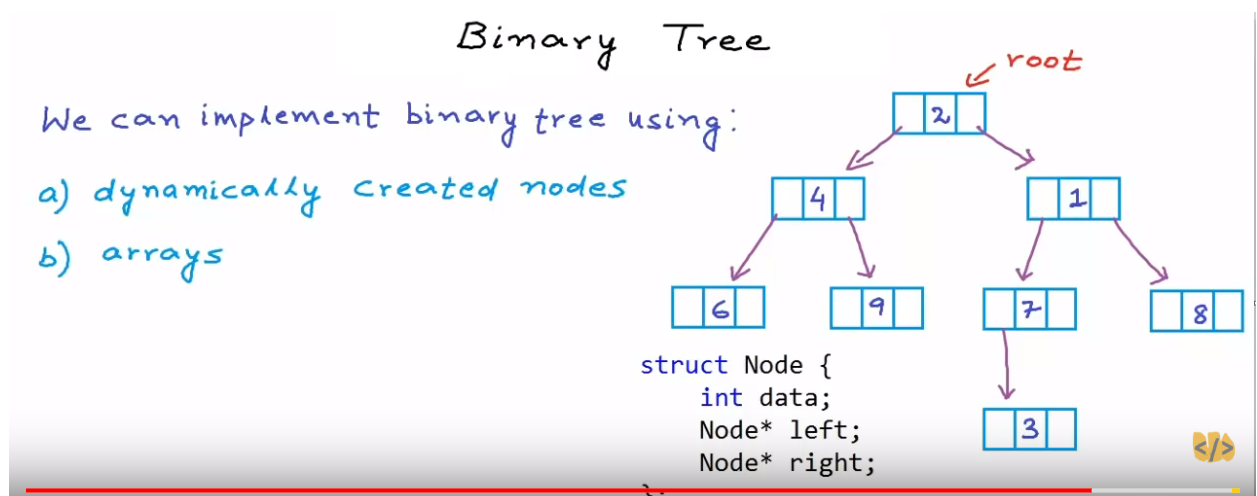 Binary Tree
root
We can implement binary tree using:
a) dynamically created nodes
b) arrays
2
4
1
6
9
7
8
3
struct Node {
int data;
Node* left;
Node* right;
</>